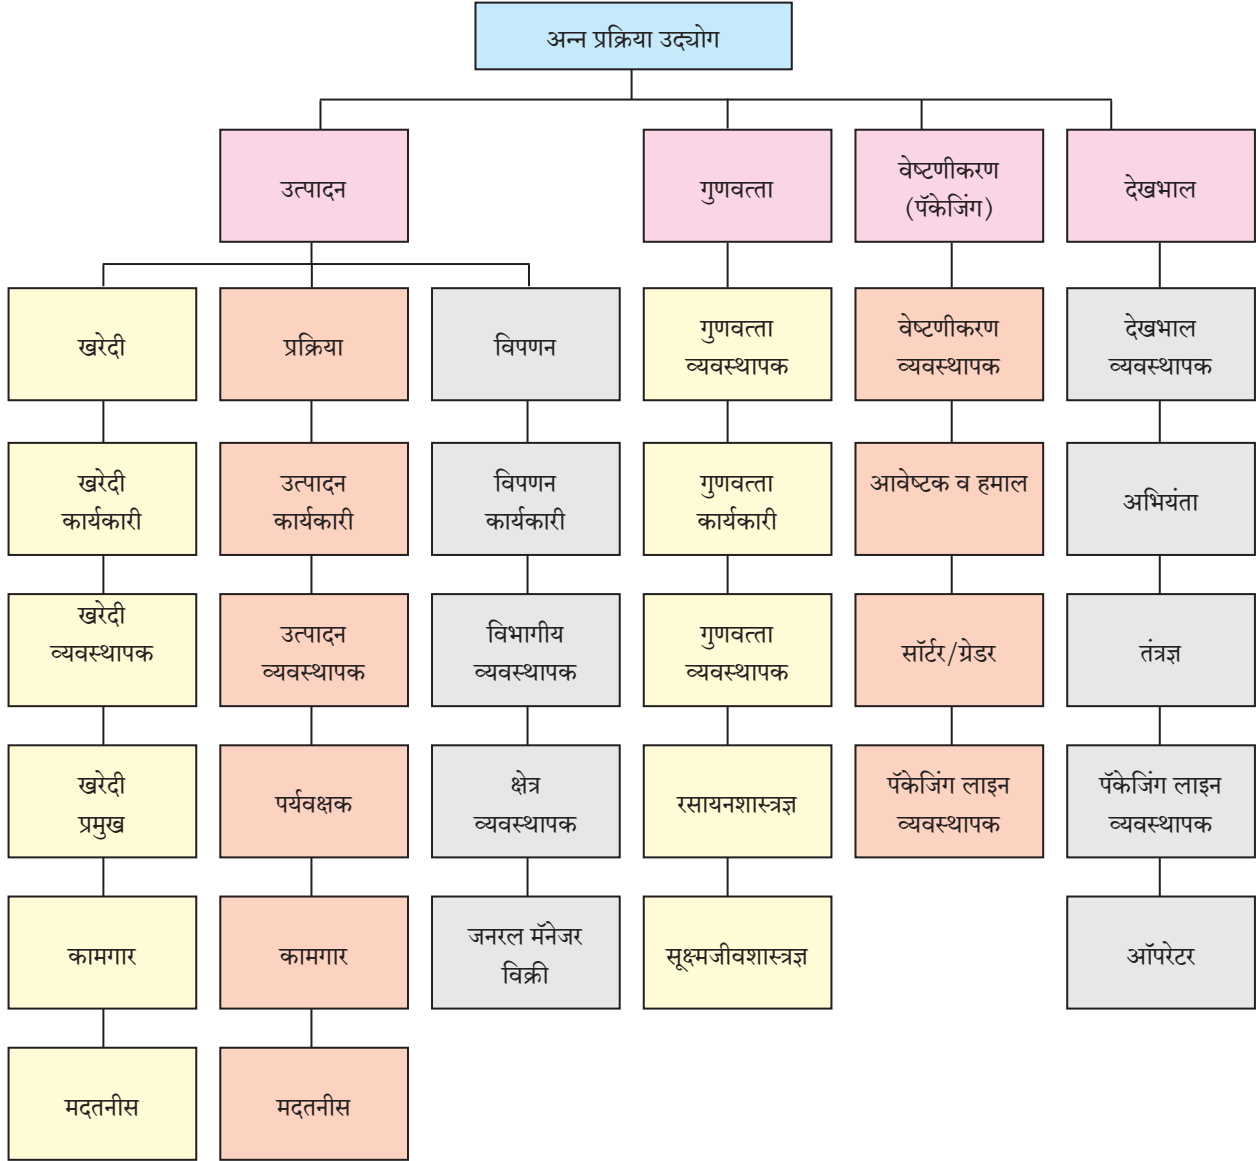 अन्न प्रक्रिया उद्योग
उत्पादन
गुणवत्ता
वेष्टणीकरण
(पॅकेजिंग)
देखभाल
खरेदी
प्रक्रिया
विपणन
गुणवत्ता
व्यवस्थापक
वेष्टणीकरण
व्यवस्थापक
देखभाल
व्यवस्थापक
खरेदी
कार्यकारी
उत्पादन
कार्यकारी
विपणन
कार्यकारी
गुणवत्ता
कार्यकारी
आवेष्टक व हमाल
अभियंता
खरेदी
व्यवस्थापक
उत्पादन
व्यवस्थापक
विभागीय
व्यवस्थापक
गुणवत्ता
व्यवस्थापक
सॉर्टर/ग्रेडर
तंत्रज्ञ
खरेदी
प्रमुख
पर्यवक्षक
क्षेत्र
व्यवस्थापक
रसायनशास्त्रज्ञ
पॅकेजिंग लाइन
व्यवस्थापक
पॅकेजिंग लाइन
व्यवस्थापक
कामगार
कामगार
जनरल मॅनेजर
विक्री
सूक्ष्मजीवशास्त्रज्ञ
ऑपरेटर
मदतनीस
मदतनीस